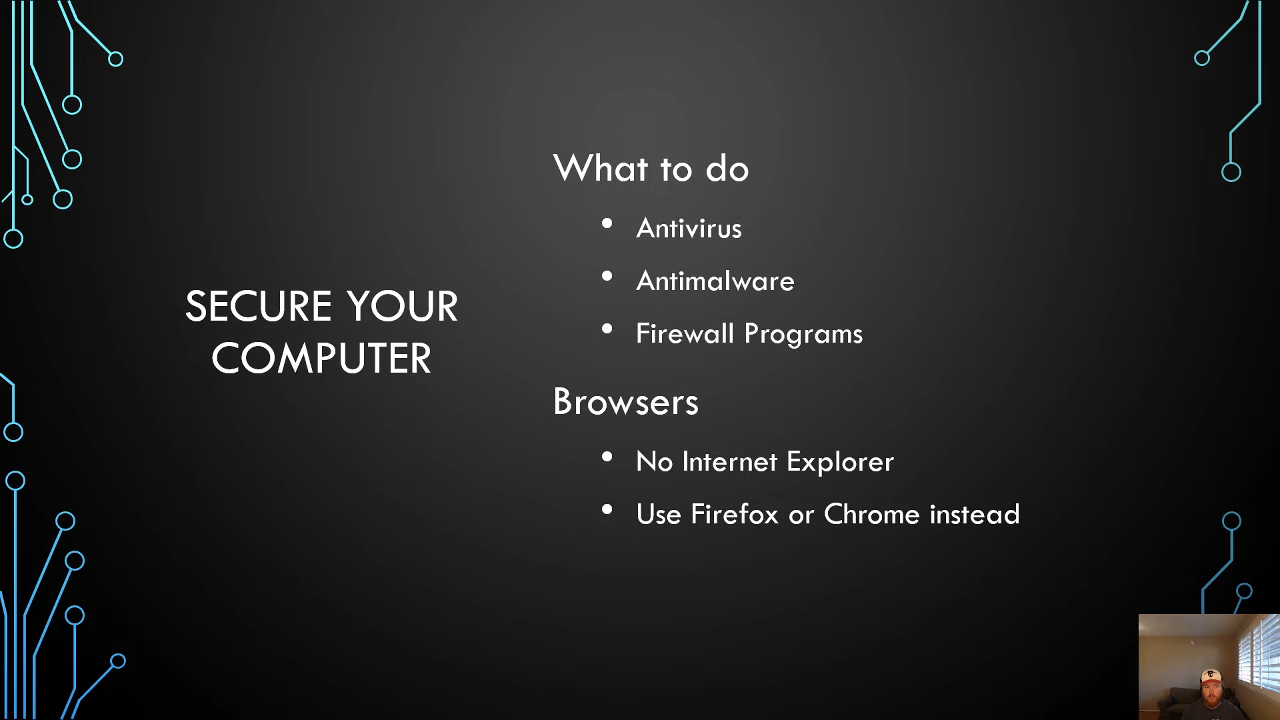 SECURE YOUR
COMPUTER
What to do
• Antivirus
• Antimalware
• Firewall Programs
Browsers
• No Internet Explorer
• Use Firefox or Chrome instead